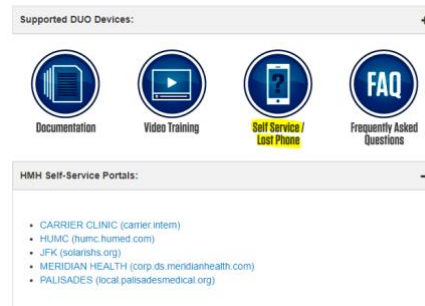 Supported DUO Devices:
?
FAQ
Documentation
Video Training
Self Service /
Lost Phone
Frequently Asked
Questions
HMH Self-Service Portals:
CARRIER CLINIC (carrier.intern)
HUMC (humc.humed.com)
JFK (solarishs.org)
MERIDIAN HEALTH (corp.ds.meridianhealth.com)
PALISADES (local.palisadesmedical.org)